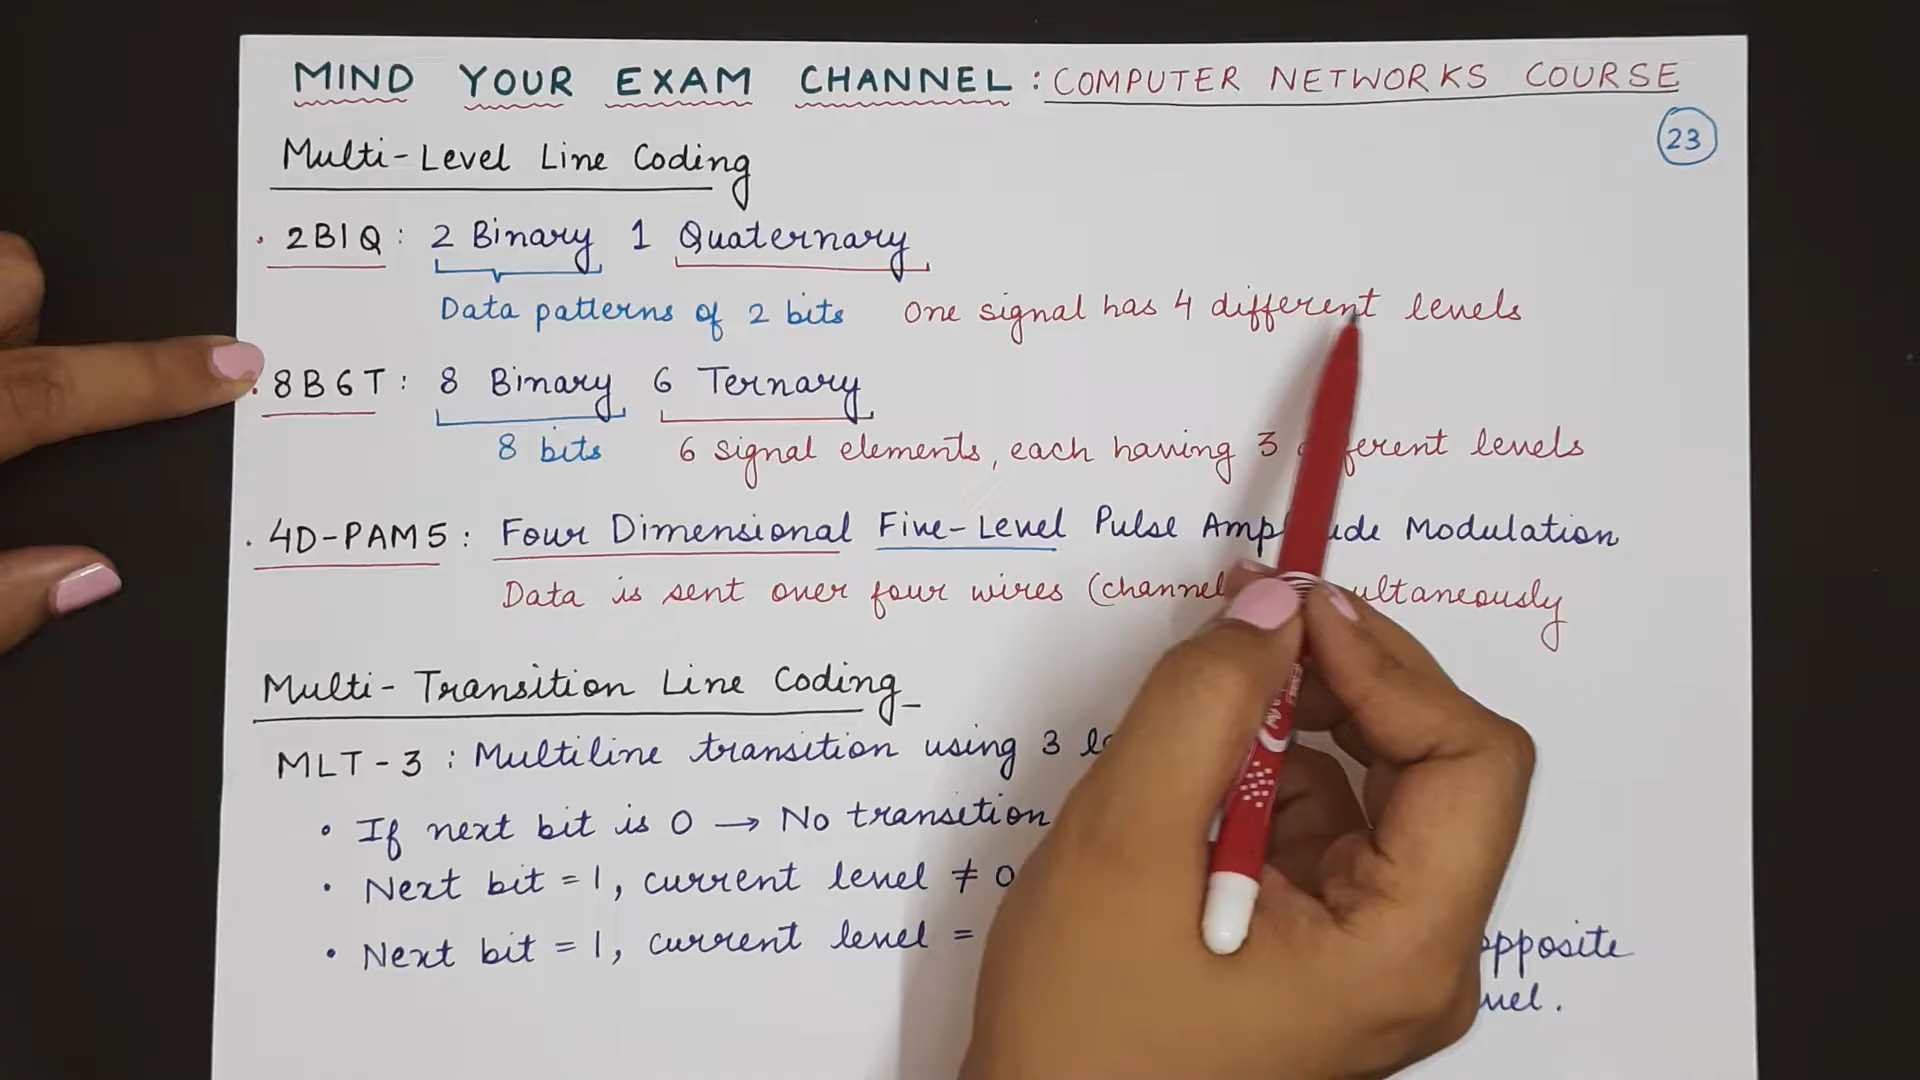 MIND YOUR EXAM CHANNEL : COMPUTER NETWORKS COURSE
23
Multi-Level Line Coding
. 2B1Q : 2 Binary 1 Quaternary
Data patterns of 2 bits One signal has 4 different levels
. 8B6T : 8 Binary 6 Ternary
8 bits 6 signal elements, each having 3 levels
. 4D-PAM5 : Four Dimensional Five-Level Pulse Modulation
Data is sent over four wires (channel
Multi-Transition Line Coding
MLT-3 : Multiline transition using 3
• If next bit is 0 → No transition
• Next bit = 1, current level ≠ 0
• Next bit = 1, current level = opposite